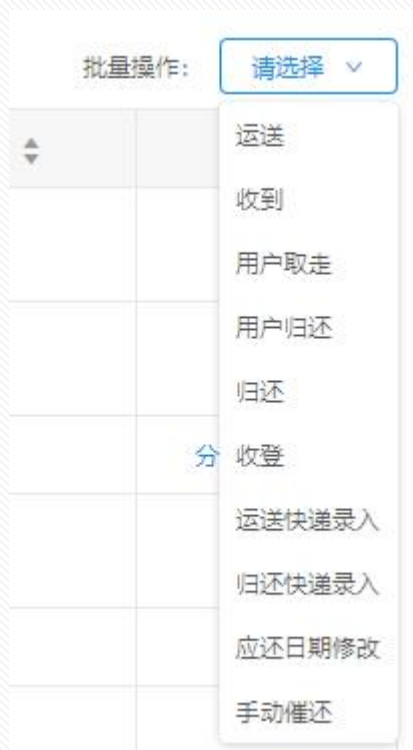 批量操作： 请选择
运送
收到
用户取走
用户归还
归还
分 收登
运送快递录入
归还快递录入
应还日期修改
手动催还